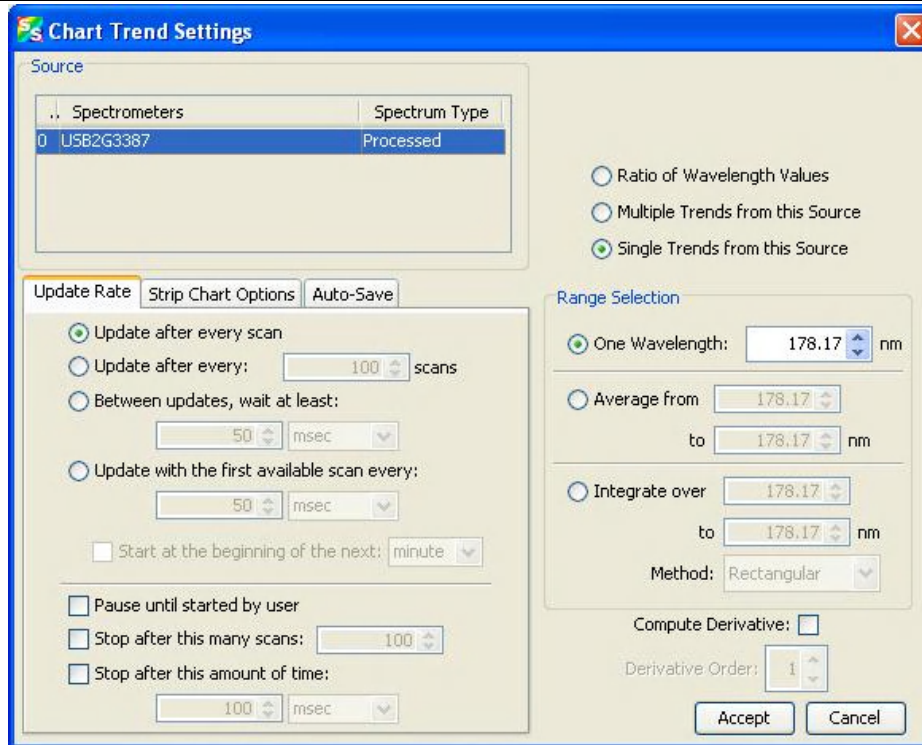 Chart Trend Settings
Source
.. Spectrometers Spectrum Type
0 USB2G3387 Processed
Ratio of Wavelength Values
Multiple Trends from this Source
Single Trends from this Source
Update Rate Strip Chart Options Auto-Save
Update after every scan
Update after every: 100 scans
Between updates, wait at least:
50 msec
Update with the first available scan every:
50 msec
Start at the beginning of the next: minute
Pause until started by user
Stop after this many scans: 100
Stop after this amount of time:
100 msec
Range Selection
One Wavelength: 178.17 nm
Average from 178.17
to 178.17 nm
Integrate over 178.17
to 178.17 nm
Method: Rectangular
Compute Derivative:
Derivative Order: 1
Accept Cancel